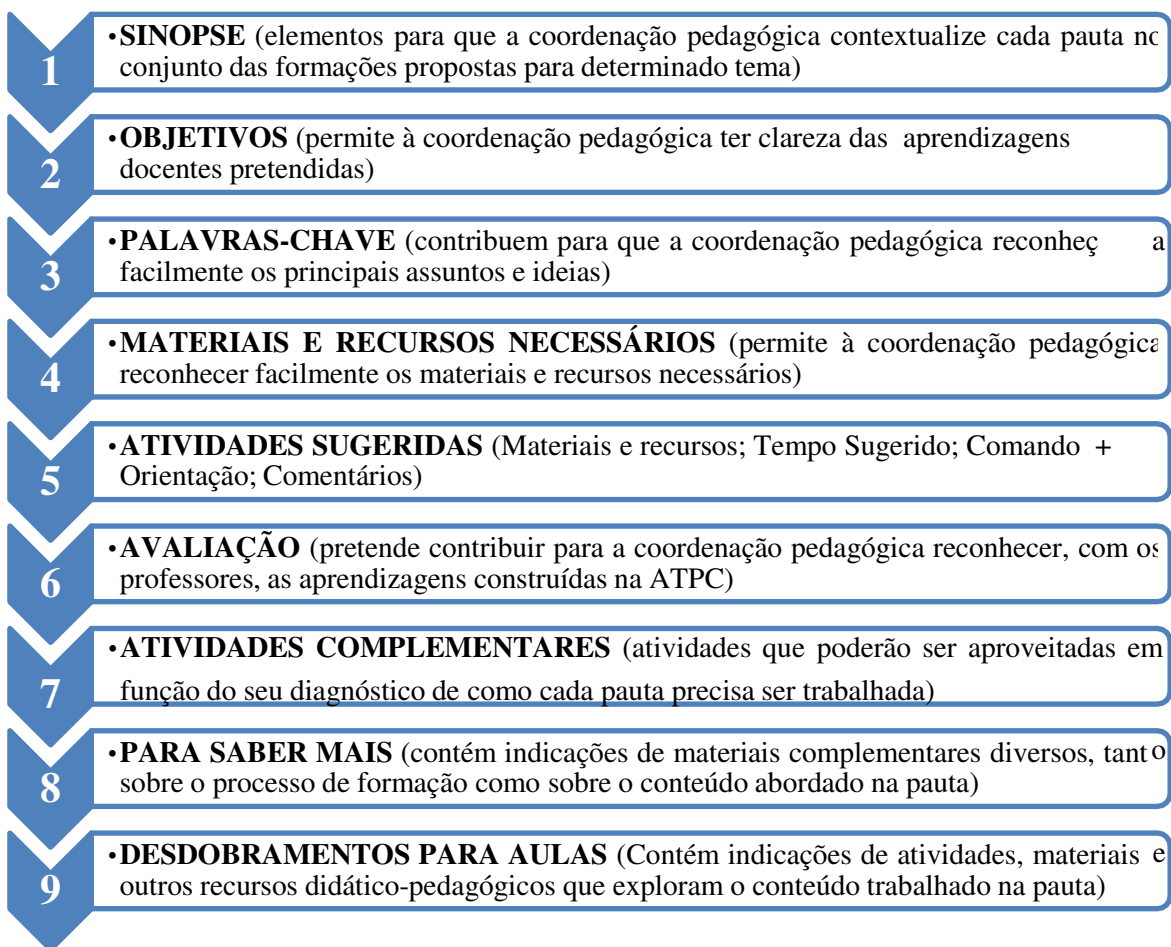 •SINOPSE (elementos para que a coordenação pedagógica contextualize cada pauta no
1
conjunto das formações propostas para determinado tema)
•OBJETIVOS (permite à coordenação pedagógica ter clareza das aprendizagens
2
docentes pretendidas)
•PALAVRAS-CHAVE (contribuem para que a coordenação pedagógica reconheç a
3
facilmente os principais assuntos e ideias)
•MATERIAIS E RECURSOS NECESSÁRIOS (permite à coordenação pedagógica
4
reconhecer facilmente os materiais e recursos necessários)
•ATIVIDADES SUGERIDAS (Materiais e recursos; Tempo Sugerido; Comando +
5
Orientação; Comentários)
•AVALIAÇÃO (pretende contribuir para a coordenação pedagógica reconhecer, com os
6
professores, as aprendizagens construídas na ATPC)
•ATIVIDADES COMPLEMENTARES (atividades que poderão ser aproveitadas em
7
função do seu diagnóstico de como cada pauta precisa ser trabalhada)
•PARA SABER MAIS (contém indicações de materiais complementares diversos, tant o
8
sobre o processo de formação como sobre o conteúdo abordado na pauta)
•DESDOBRAMENTOS PARA AULAS (Contém indicações de atividades, materiais e
9
outros recursos didático-pedagógicos que exploram o conteúdo trabalhado na pauta)